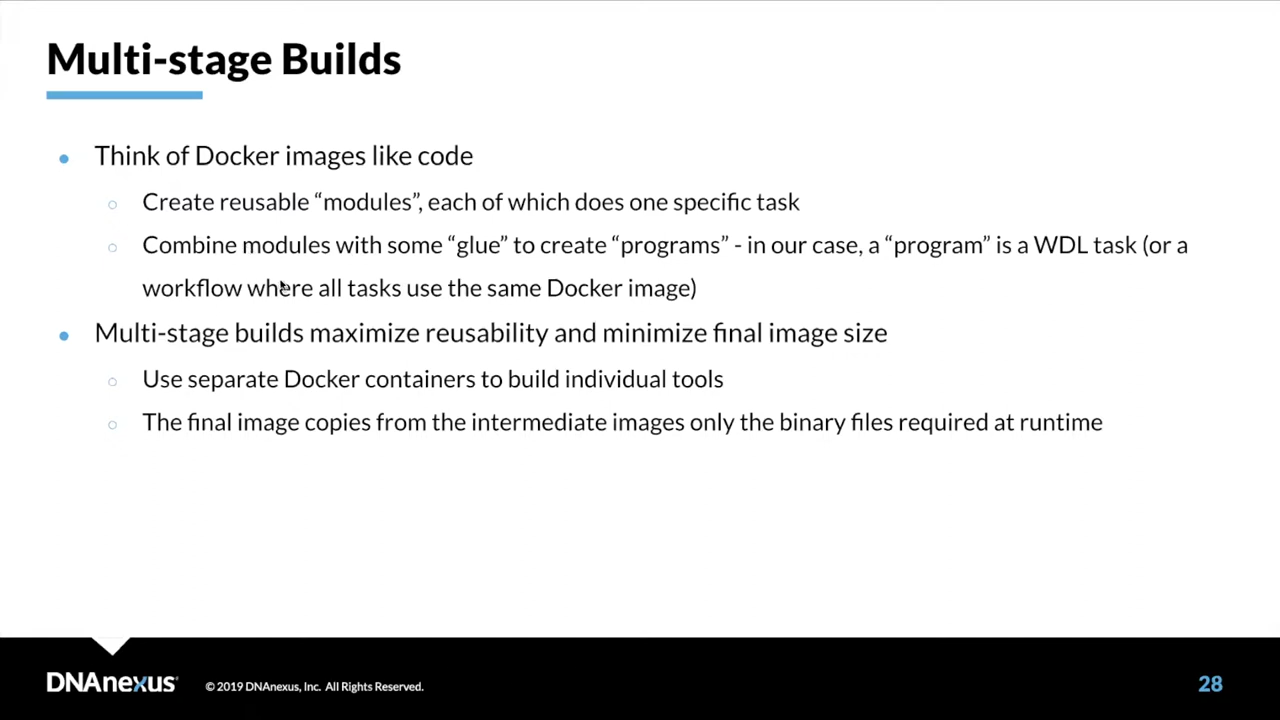 Multi-stage Builds
Think of Docker images like code
Create reusable “modules”, each of which does one specific task
Combine modules with some “glue” to create “programs” - in our case, a “program” is a WDL task (or a
workflow where all tasks use the same Docker image)
Multi-stage builds maximize reusability and minimize final image size
Use separate Docker containers to build individual tools
The final image copies from the intermediate images only the binary files required at runtime
DNAnexus
© 2019 DNAnexus, Inc. All Rights Reserved.
28